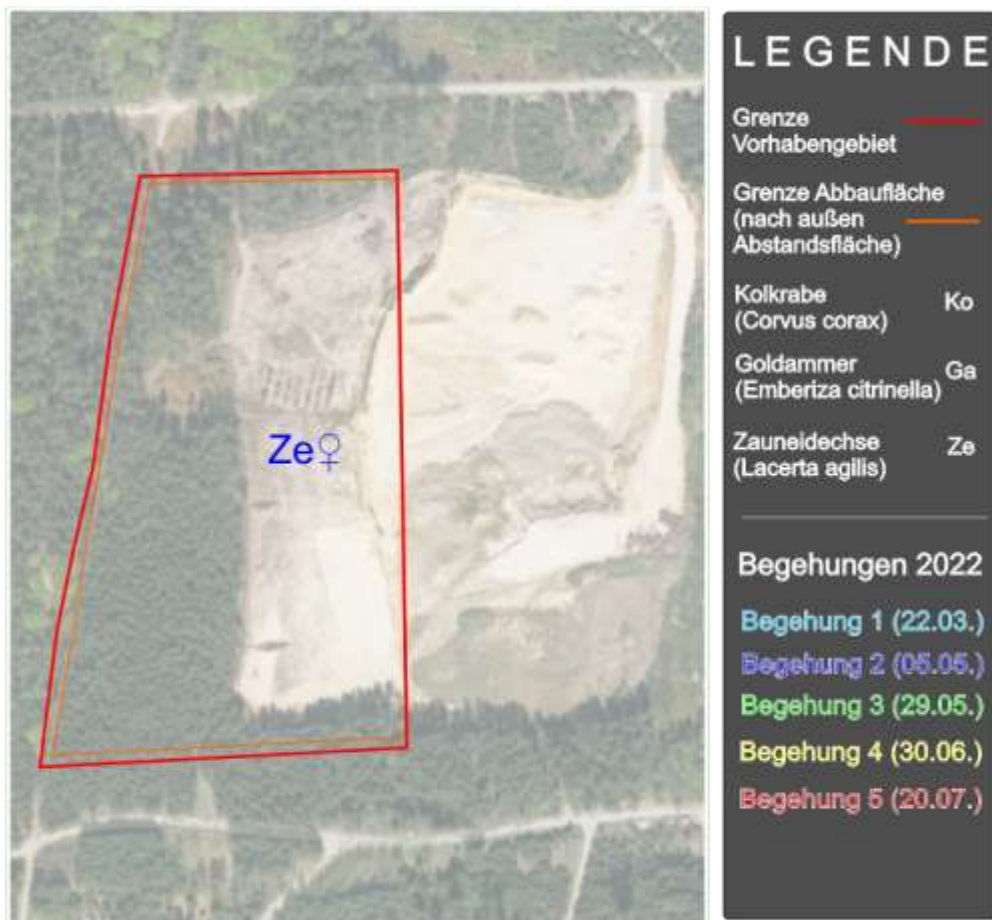 Ze♀
LEGENDE
Grenze
Vorhabengebiet
Grenze Abbaufläche
(nach außen
Abstandsfläche)
Kolkrabe
(Corvus corax)
Ko
Goldammer
(Emberiza citrinella)
Ga
Zauneidechse
(Lacerta agilis)
Ze
Begehungen 2022
Begehung 1 (22.03.)
Begehung 2 (05.05.)
Begehung 3 (29.05.)
Begehung 4 (30.06.)
Begehung 5 (20.07.)